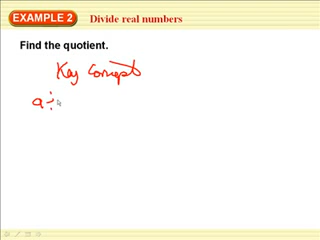 EXAMPLE 2 Divide real numbers
Find the quotient.
Key Concept
a ÷